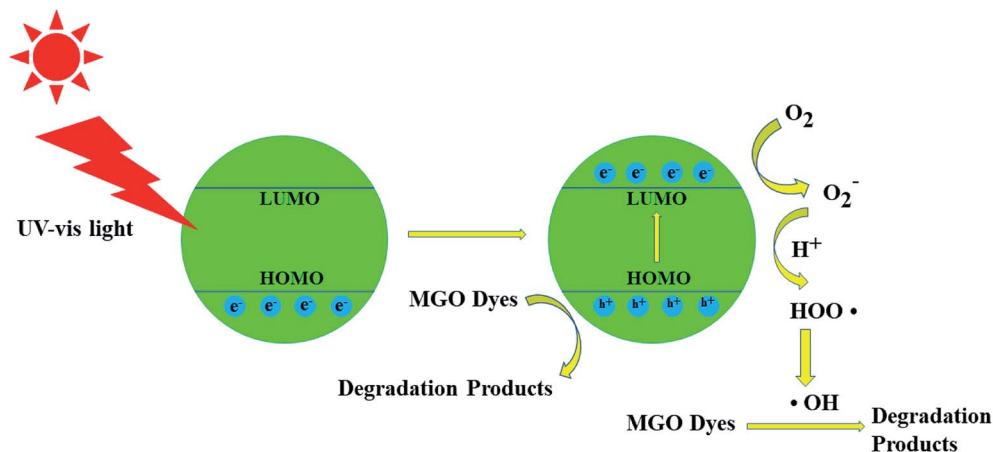 UV-vis light
LUMO
HOMO
e⁻ e⁻ e⁻ e⁻
e⁻ e⁻ e⁻ e⁻
LUMO
HOMO
h⁺ h⁺ h⁺ h⁺
MGO Dyes
Degradation Products
O₂
O₂⁻
H⁺
HOO •
• OH
MGO Dyes
Degradation
Products